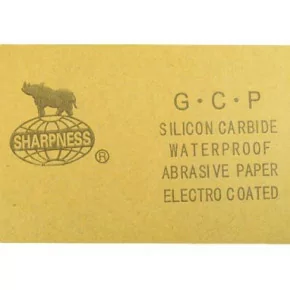 SHARPNESS
®
G · C · P
SILICON CARBIDE
WATERPROOF
ABRASIVE PAPER
ELECTRO COATED